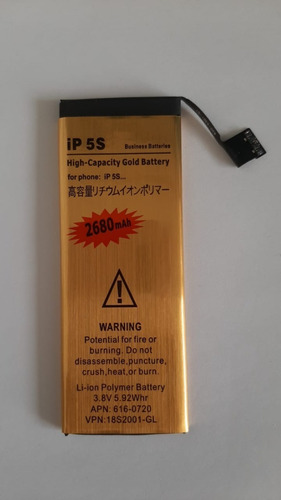 iP 5S
Business Batteries
High-Capacity Gold Battery
for phone: iP 5S...
高容量リチウムイオンポリマー
2680mAh
WARNING
Potential for fire or
burning. Do not
disassemble,puncture,
crush,heat,or burn.
Li-ion Polymer Battery
3.8V 5.92Whr
APN: 616-0720
VPN:18S2001-GL